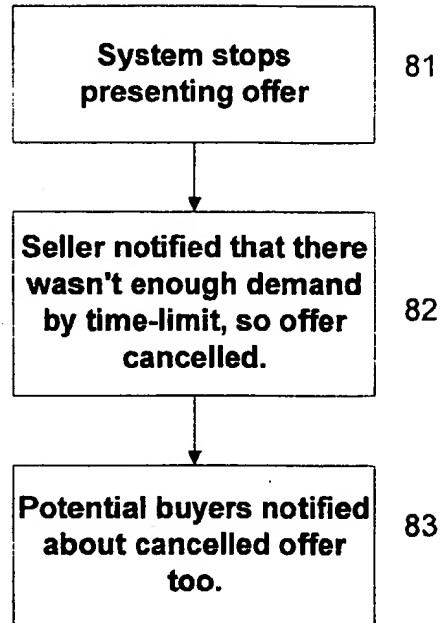 System stops
presenting offer
81
Seller notified that there
wasn't enough demand
by time-limit, so offer
cancelled.
82
Potential buyers notified
about cancelled offer
too.
83